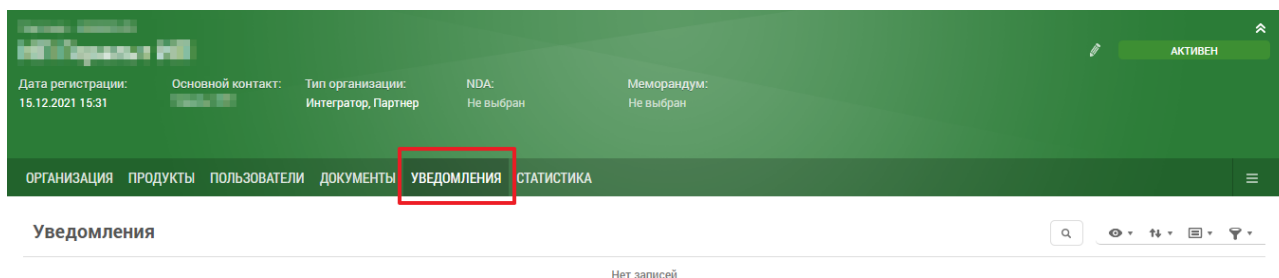 АКТИВЕН
Дата регистрации: Основной контакт: Тип организации: NDA: Меморандум:
15.12.2021 15:31 Интегратор, Партнер Не выбран Не выбран
ОРГАНИЗАЦИЯ ПРОДУКТЫ ПОЛЬЗОВАТЕЛИ ДОКУМЕНТЫ УВЕДОМЛЕНИЯ СТАТИСТИКА
Уведомления
Нет записей